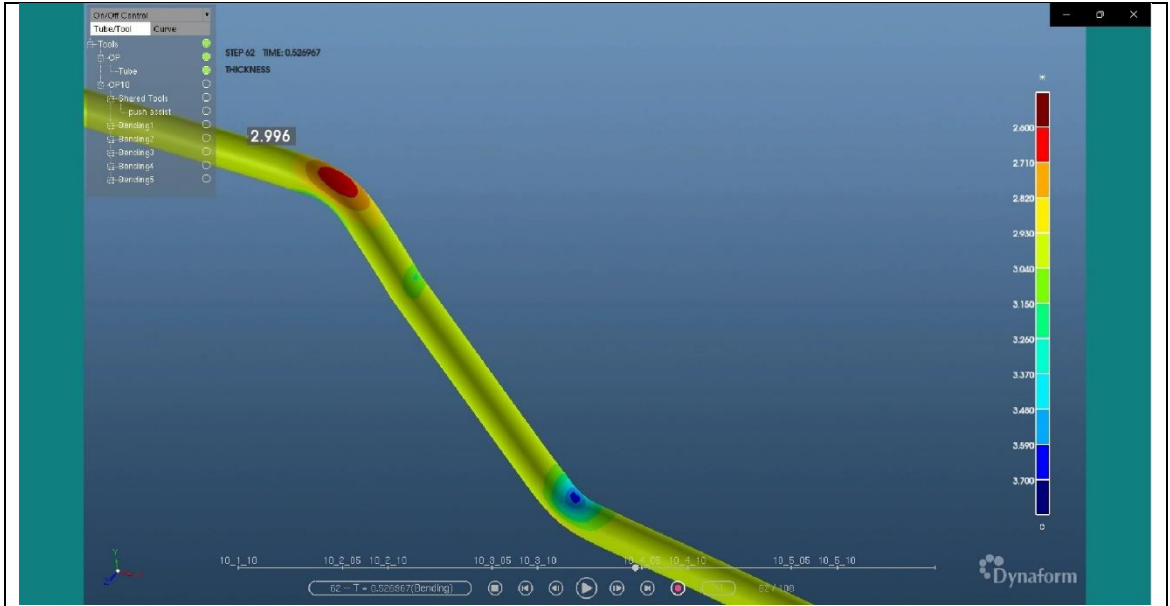 On/Off Control
Tube/Tool Curve
Tools
OP
Tube
OP10
Shared Tools
push assist
Bending1
Bending2
Bending3
Bending4
Bending5
STEP 62 TIME: 0.526967
THICKNESS
2.996
2.600
2.710
2.820
2.930
3.040
3.150
3.260
3.370
3.480
3.590
3.700
Y
10_1_10 10_2_05 10_2_10 10_3_05 10_3_10 10_4_05 10_4_10 10_5_05 10_5_10
62 -- T = 0.526967(Bending) 62 / 108
Dynaform